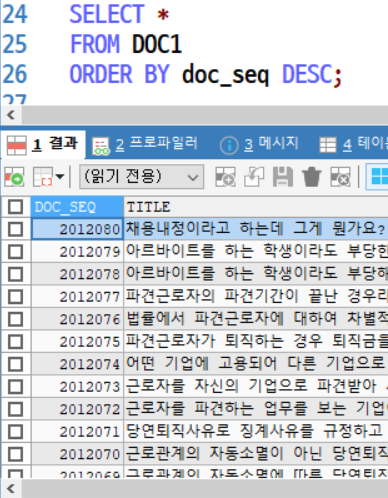 24 SELECT *
25 FROM DOC1
26 ORDER BY doc_seq DESC;
27
1 결과 2 프로파일러 3 메시지 4 테이
(읽기 전용)
DOC_SEQ TITLE
2012080 채용내정이라고 하는데 그게 뭔가요?
2012079 아르바이트를 하는 학생이라도 부당한
2012078 아르바이트를 하는 학생이라도 부당해
2012077 파견근로자의 파견기간이 끝난 경우라
2012076 법률에서 파견근로자에 대하여 차별적
2012075 파견근로자가 퇴직하는 경우 퇴직금을
2012074 어떤 기업에 고용되어 다른 기업으로
2012073 근로자를 자신의 기업으로 파견받아
2012072 근로자를 파견하는 업무를 보는 기업
2012071 당연퇴직사유로 징계사유를 규정하고
2012070 근로관계의 자동소멸이 아닌 당연퇴직
2012069 근로관계의 자동소멸에 따른 당연퇴직